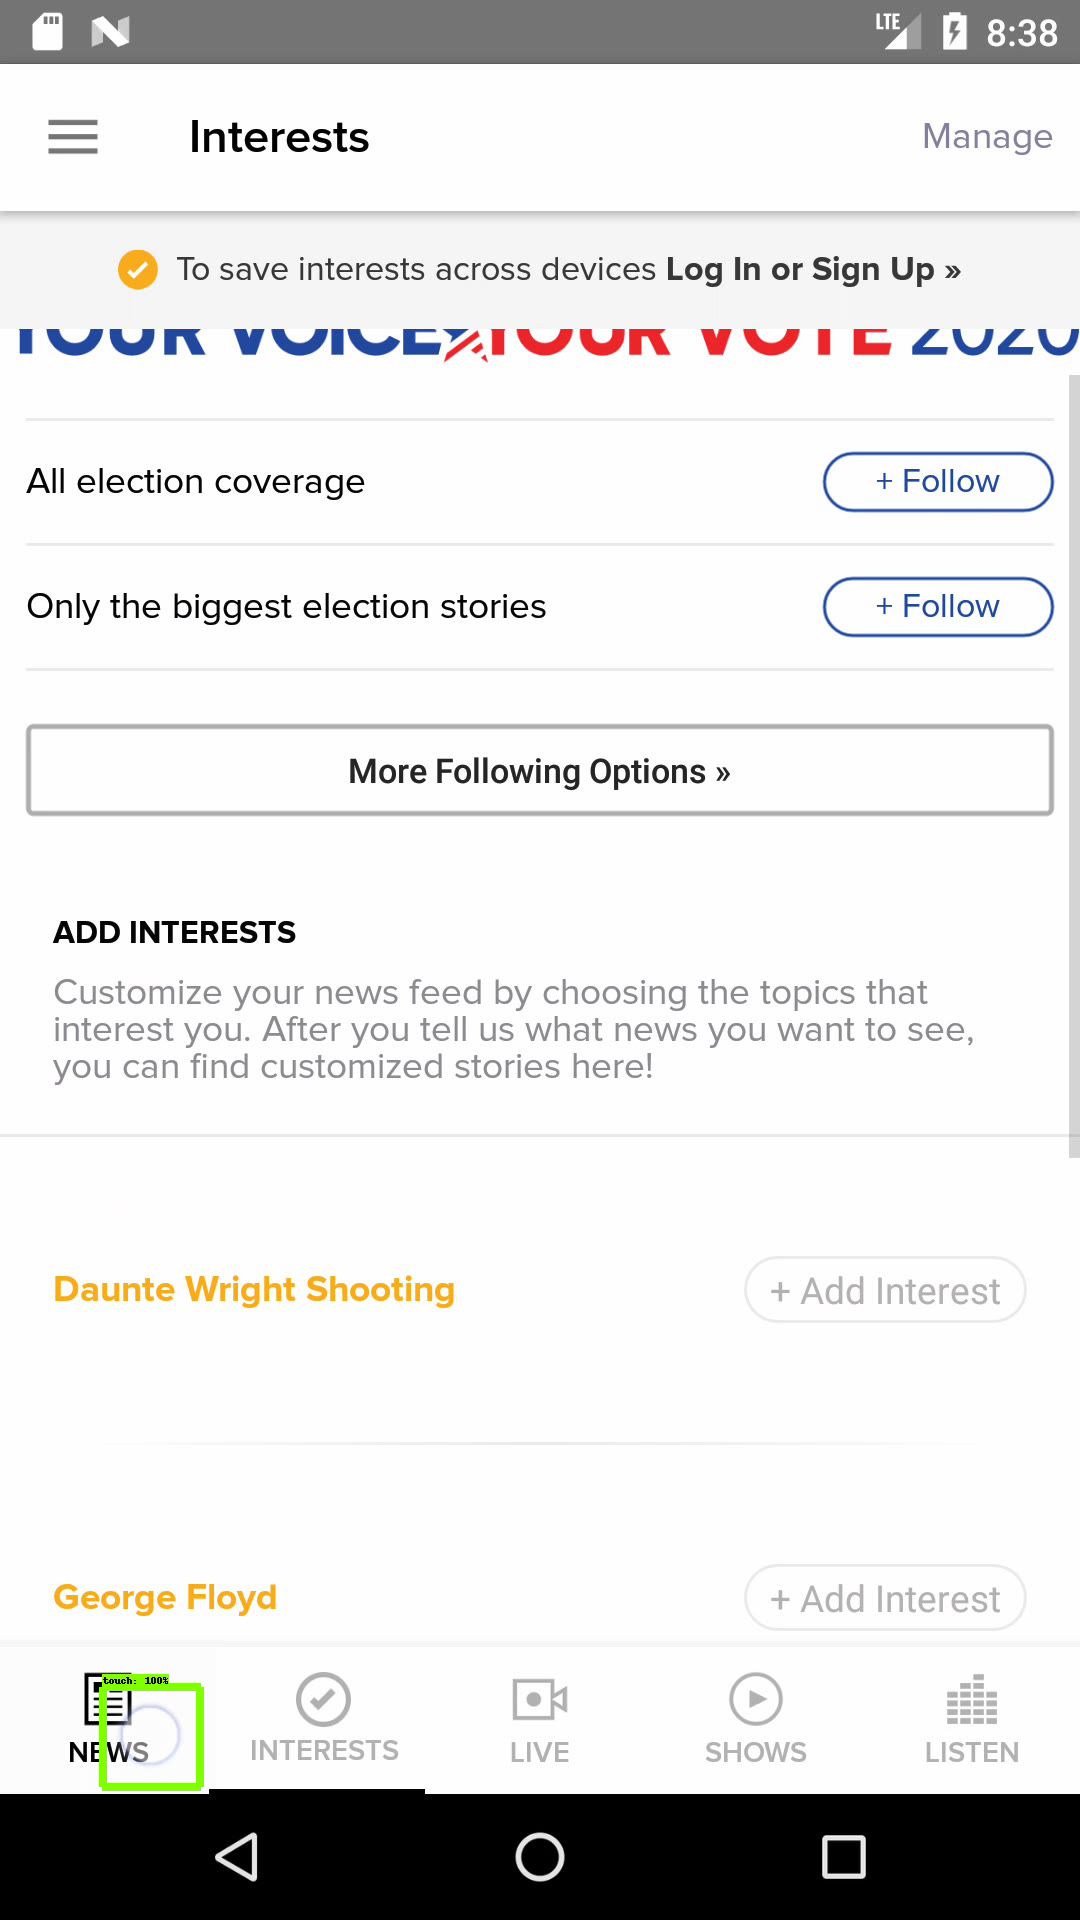 LTE 8:38
Interests Manage
To save interests across devices Log In or Sign Up »
YOUR VOICE YOUR VOTE 2020
All election coverage + Follow
Only the biggest election stories + Follow
More Following Options »
ADD INTERESTS
Customize your news feed by choosing the topics that
interest you. After you tell us what news you want to see,
you can find customized stories here!
Daunte Wright Shooting + Add Interest
George Floyd + Add Interest
touch: 100%
NEWS INTERESTS LIVE SHOWS LISTEN